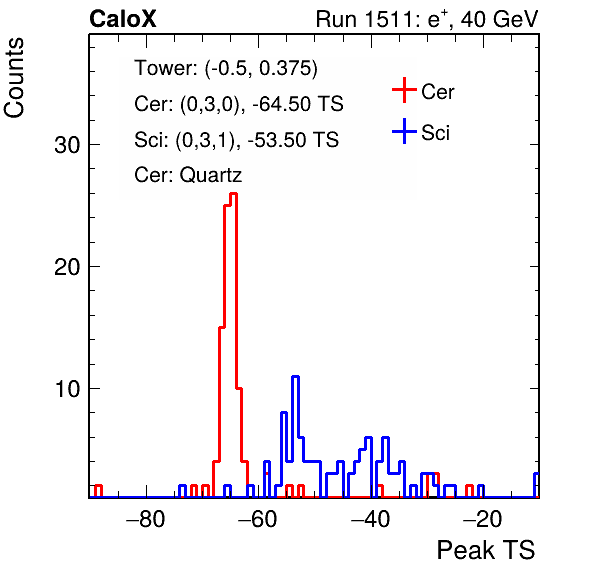 CaloX Run 1511: e⁺, 40 GeV
Counts
Tower: (-0.5, 0.375)
Cer: (0,3,0), -64.50 TS
Sci: (0,3,1), -53.50 TS
Cer: Quartz
Cer
Sci
30
20
10
−80 −60 −40 −20
Peak TS